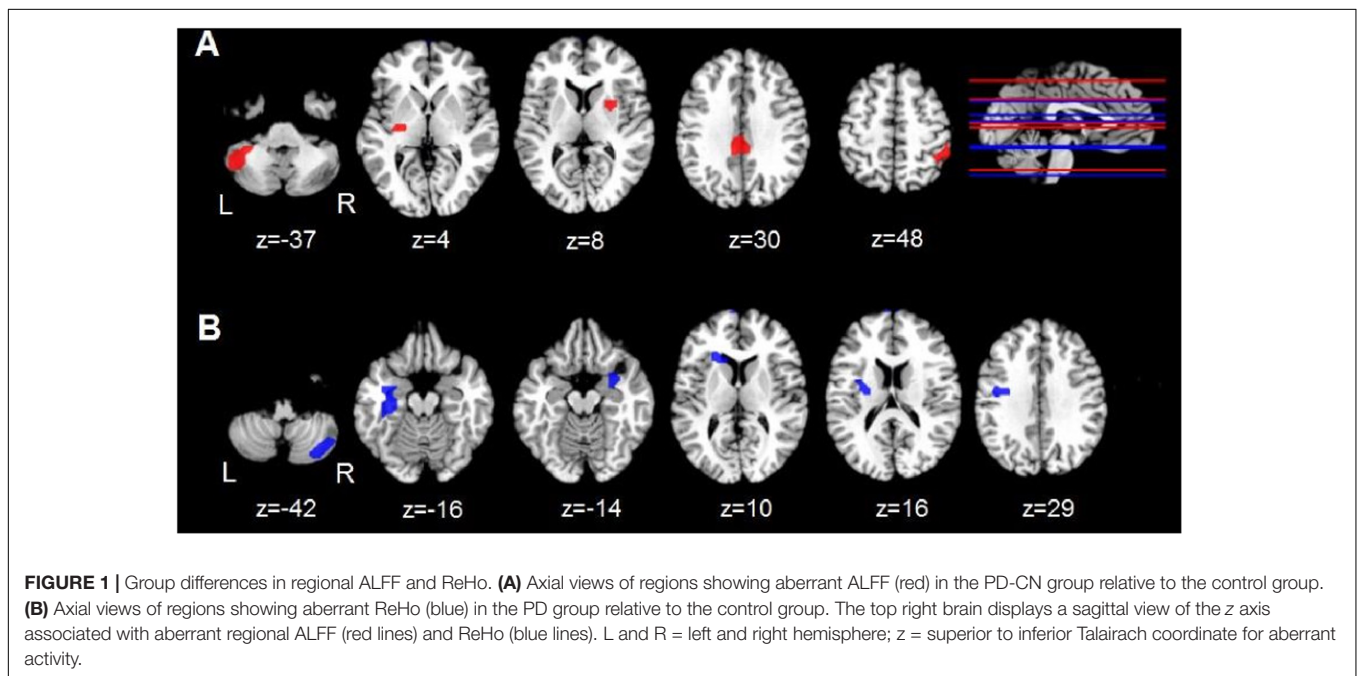 A
L
R
z=-37
z=4
z=8
z=30
z=48
B
L
R
z=-42
z=-16
z=-14
z=10
z=16
z=29
FIGURE 1 | Group differences in regional ALFF and ReHo. (A) Axial views of regions showing aberrant ALFF (red) in the PD-CN group relative to the control group.
(B) Axial views of regions showing aberrant ReHo (blue) in the PD group relative to the control group. The top right brain displays a sagittal view of the z axis
associated with aberrant regional ALFF (red lines) and ReHo (blue lines). L and R = left and right hemisphere; z = superior to inferior Talairach coordinate for aberrant
activity.